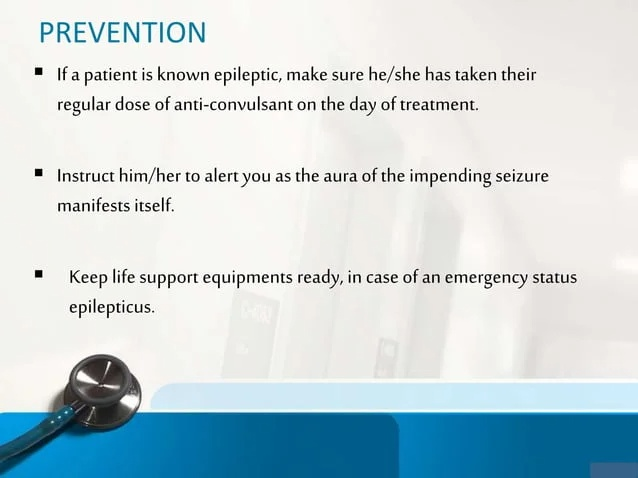 PREVENTION
▪ If a patient is known epileptic, make sure he/she has taken their
regular dose of anti-convulsant on the day of treatment.
▪ Instruct him/her to alert you as the aura of the impending seizure
manifests itself.
▪ Keep life support equipments ready, in case of an emergency status
epilepticus.